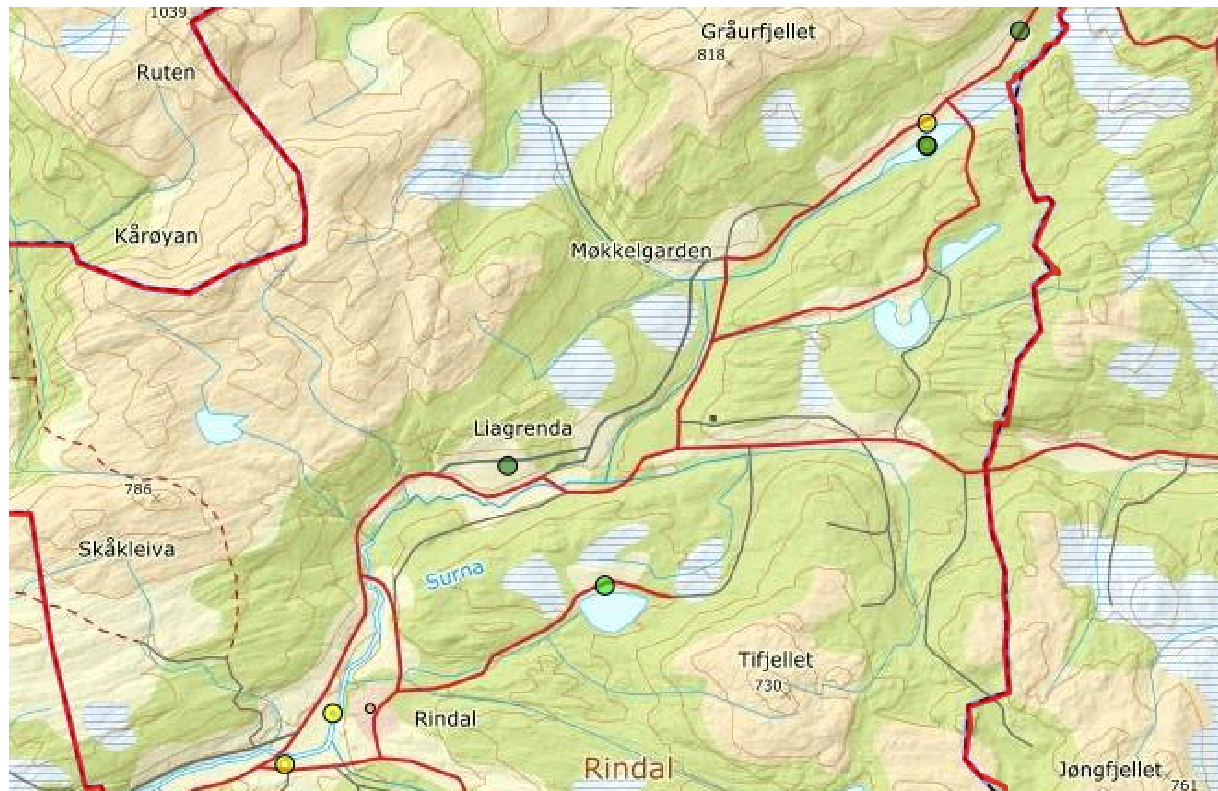 1039
Gråurfjellet
818
Ruten
Kårøyan
Møkkelgarden
Liagrenda
786
Skåkleiva
Surna
Tifjellet
730
Rindal
Rindal
Jøngfjellet
761